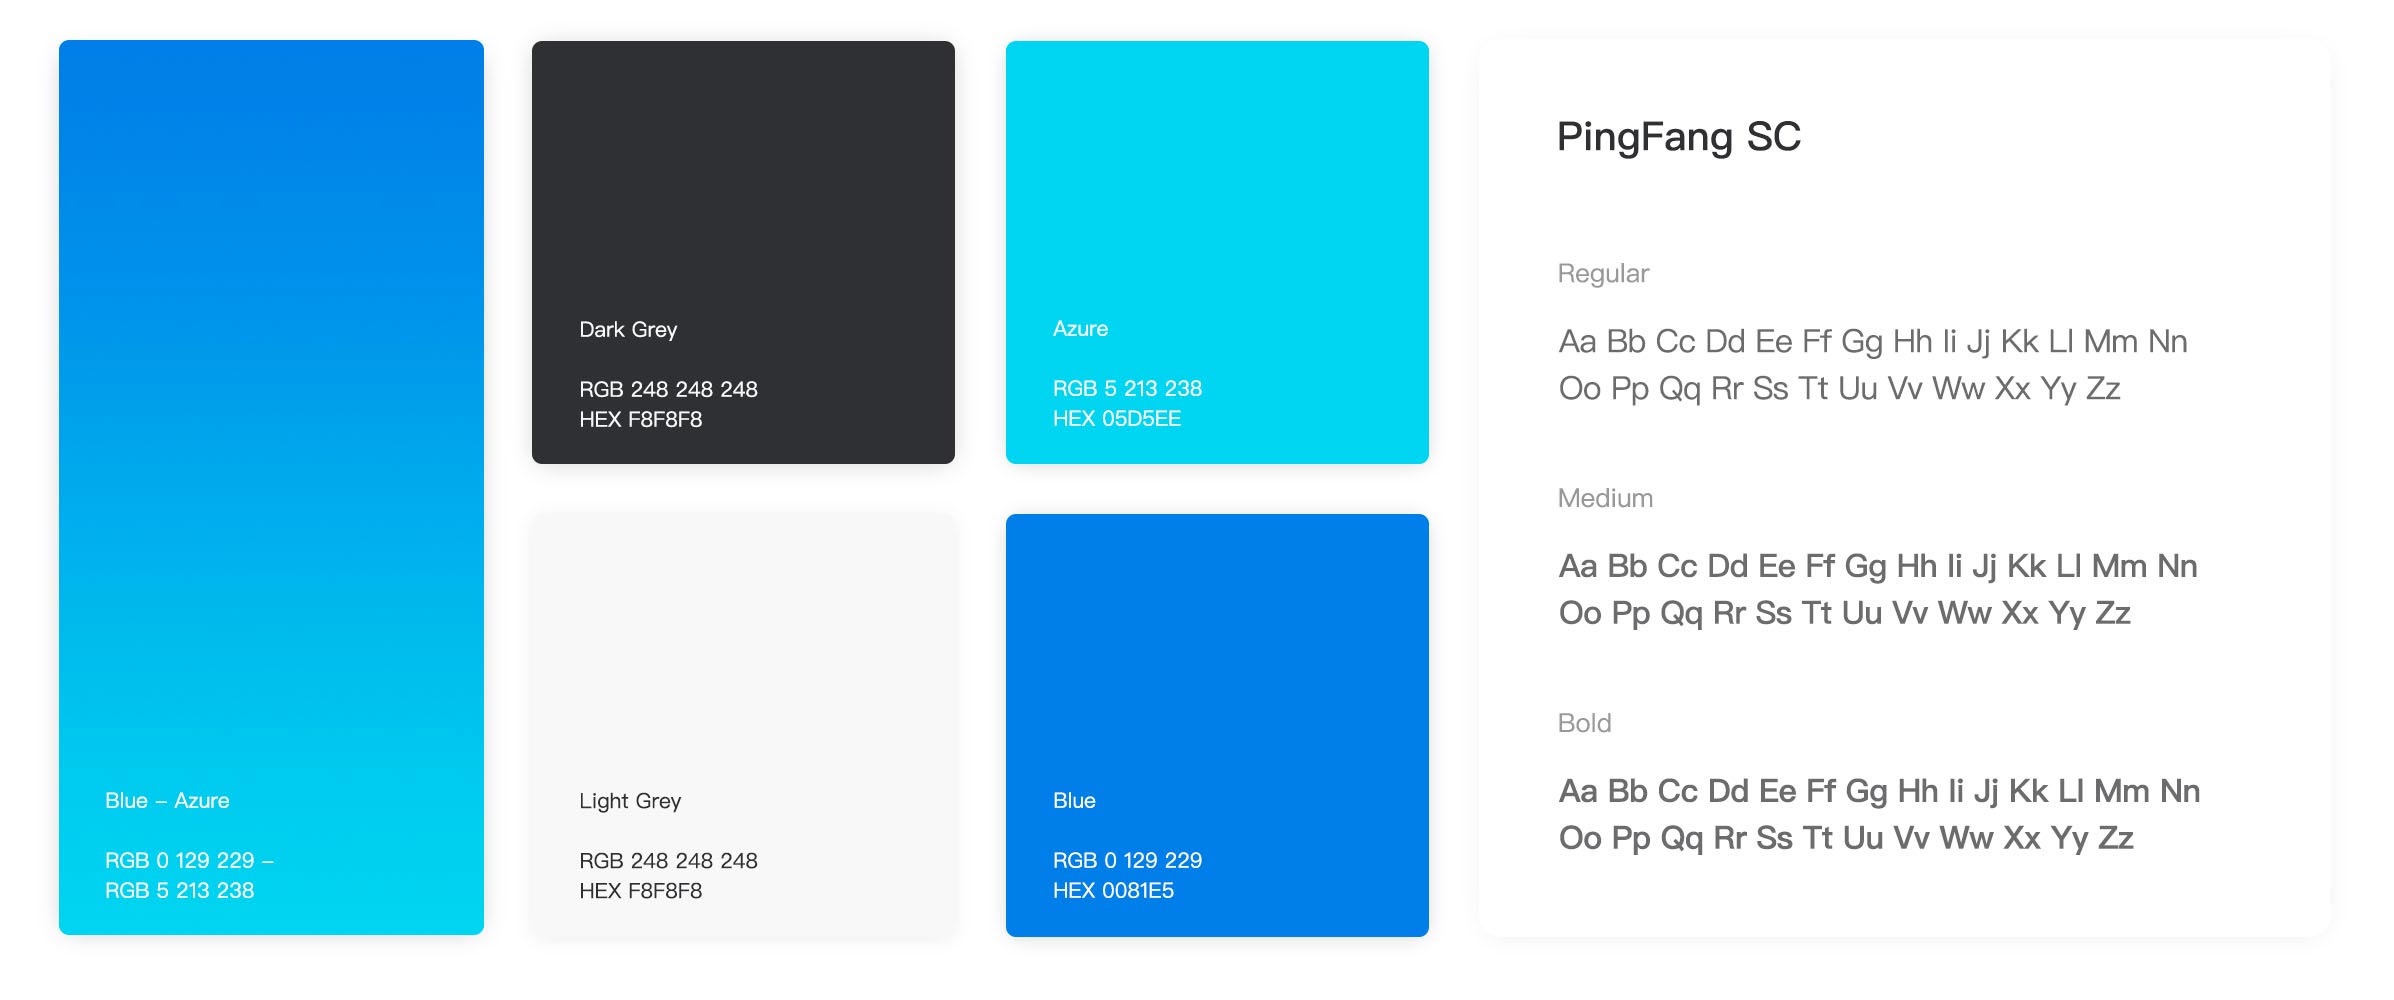 Blue – Azure
RGB 0 129 229 –
RGB 5 213 238
Dark Grey
RGB 248 248 248
HEX F8F8F8
Light Grey
RGB 248 248 248
HEX F8F8F8
Azure
RGB 5 213 238
HEX 05D5EE
Blue
RGB 0 129 229
HEX 0081E5
PingFang SC
Regular
Aa Bb Cc Dd Ee Ff Gg Hh Ii Jj Kk Ll Mm Nn
Oo Pp Qq Rr Ss Tt Uu Vv Ww Xx Yy Zz
Medium
Aa Bb Cc Dd Ee Ff Gg Hh Ii Jj Kk Ll Mm Nn
Oo Pp Qq Rr Ss Tt Uu Vv Ww Xx Yy Zz
Bold
Aa Bb Cc Dd Ee Ff Gg Hh Ii Jj Kk Ll Mm Nn
Oo Pp Qq Rr Ss Tt Uu Vv Ww Xx Yy Zz